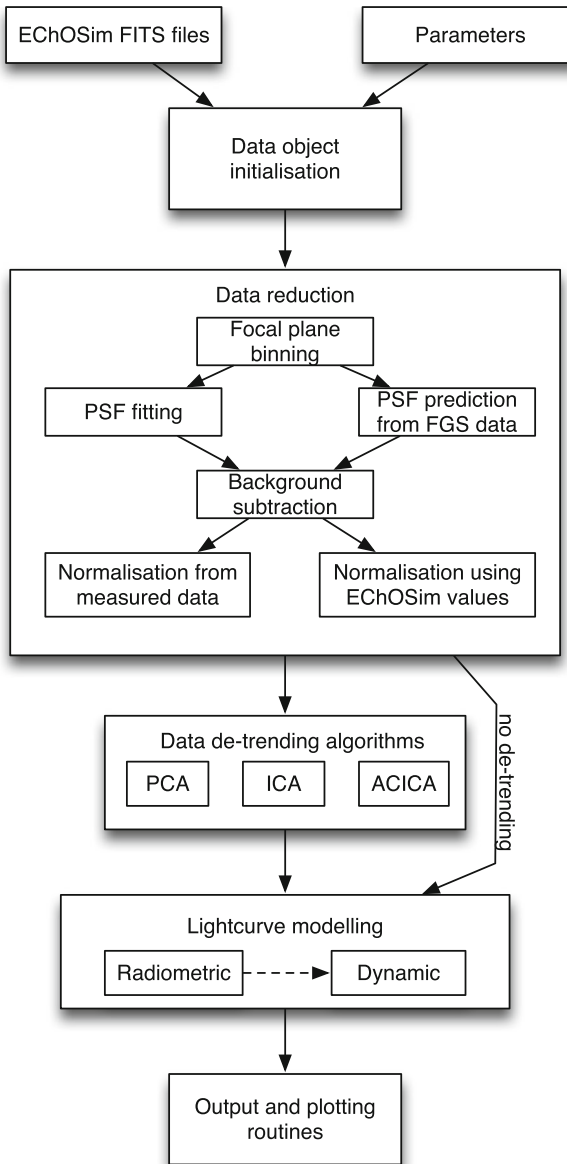 EChOSim FITS files
Parameters
Data object
initialisation
Data reduction
Focal plane
binning
PSF fitting
PSF prediction
from FGS data
Background
subtraction
Normalisation from
measured data
Normalisation using
EChOSim values
no de-trending
Data de-trending algorithms
PCA
ICA
ACICA
Lightcurve modelling
Radiometric
Dynamic
Output and plotting
routines